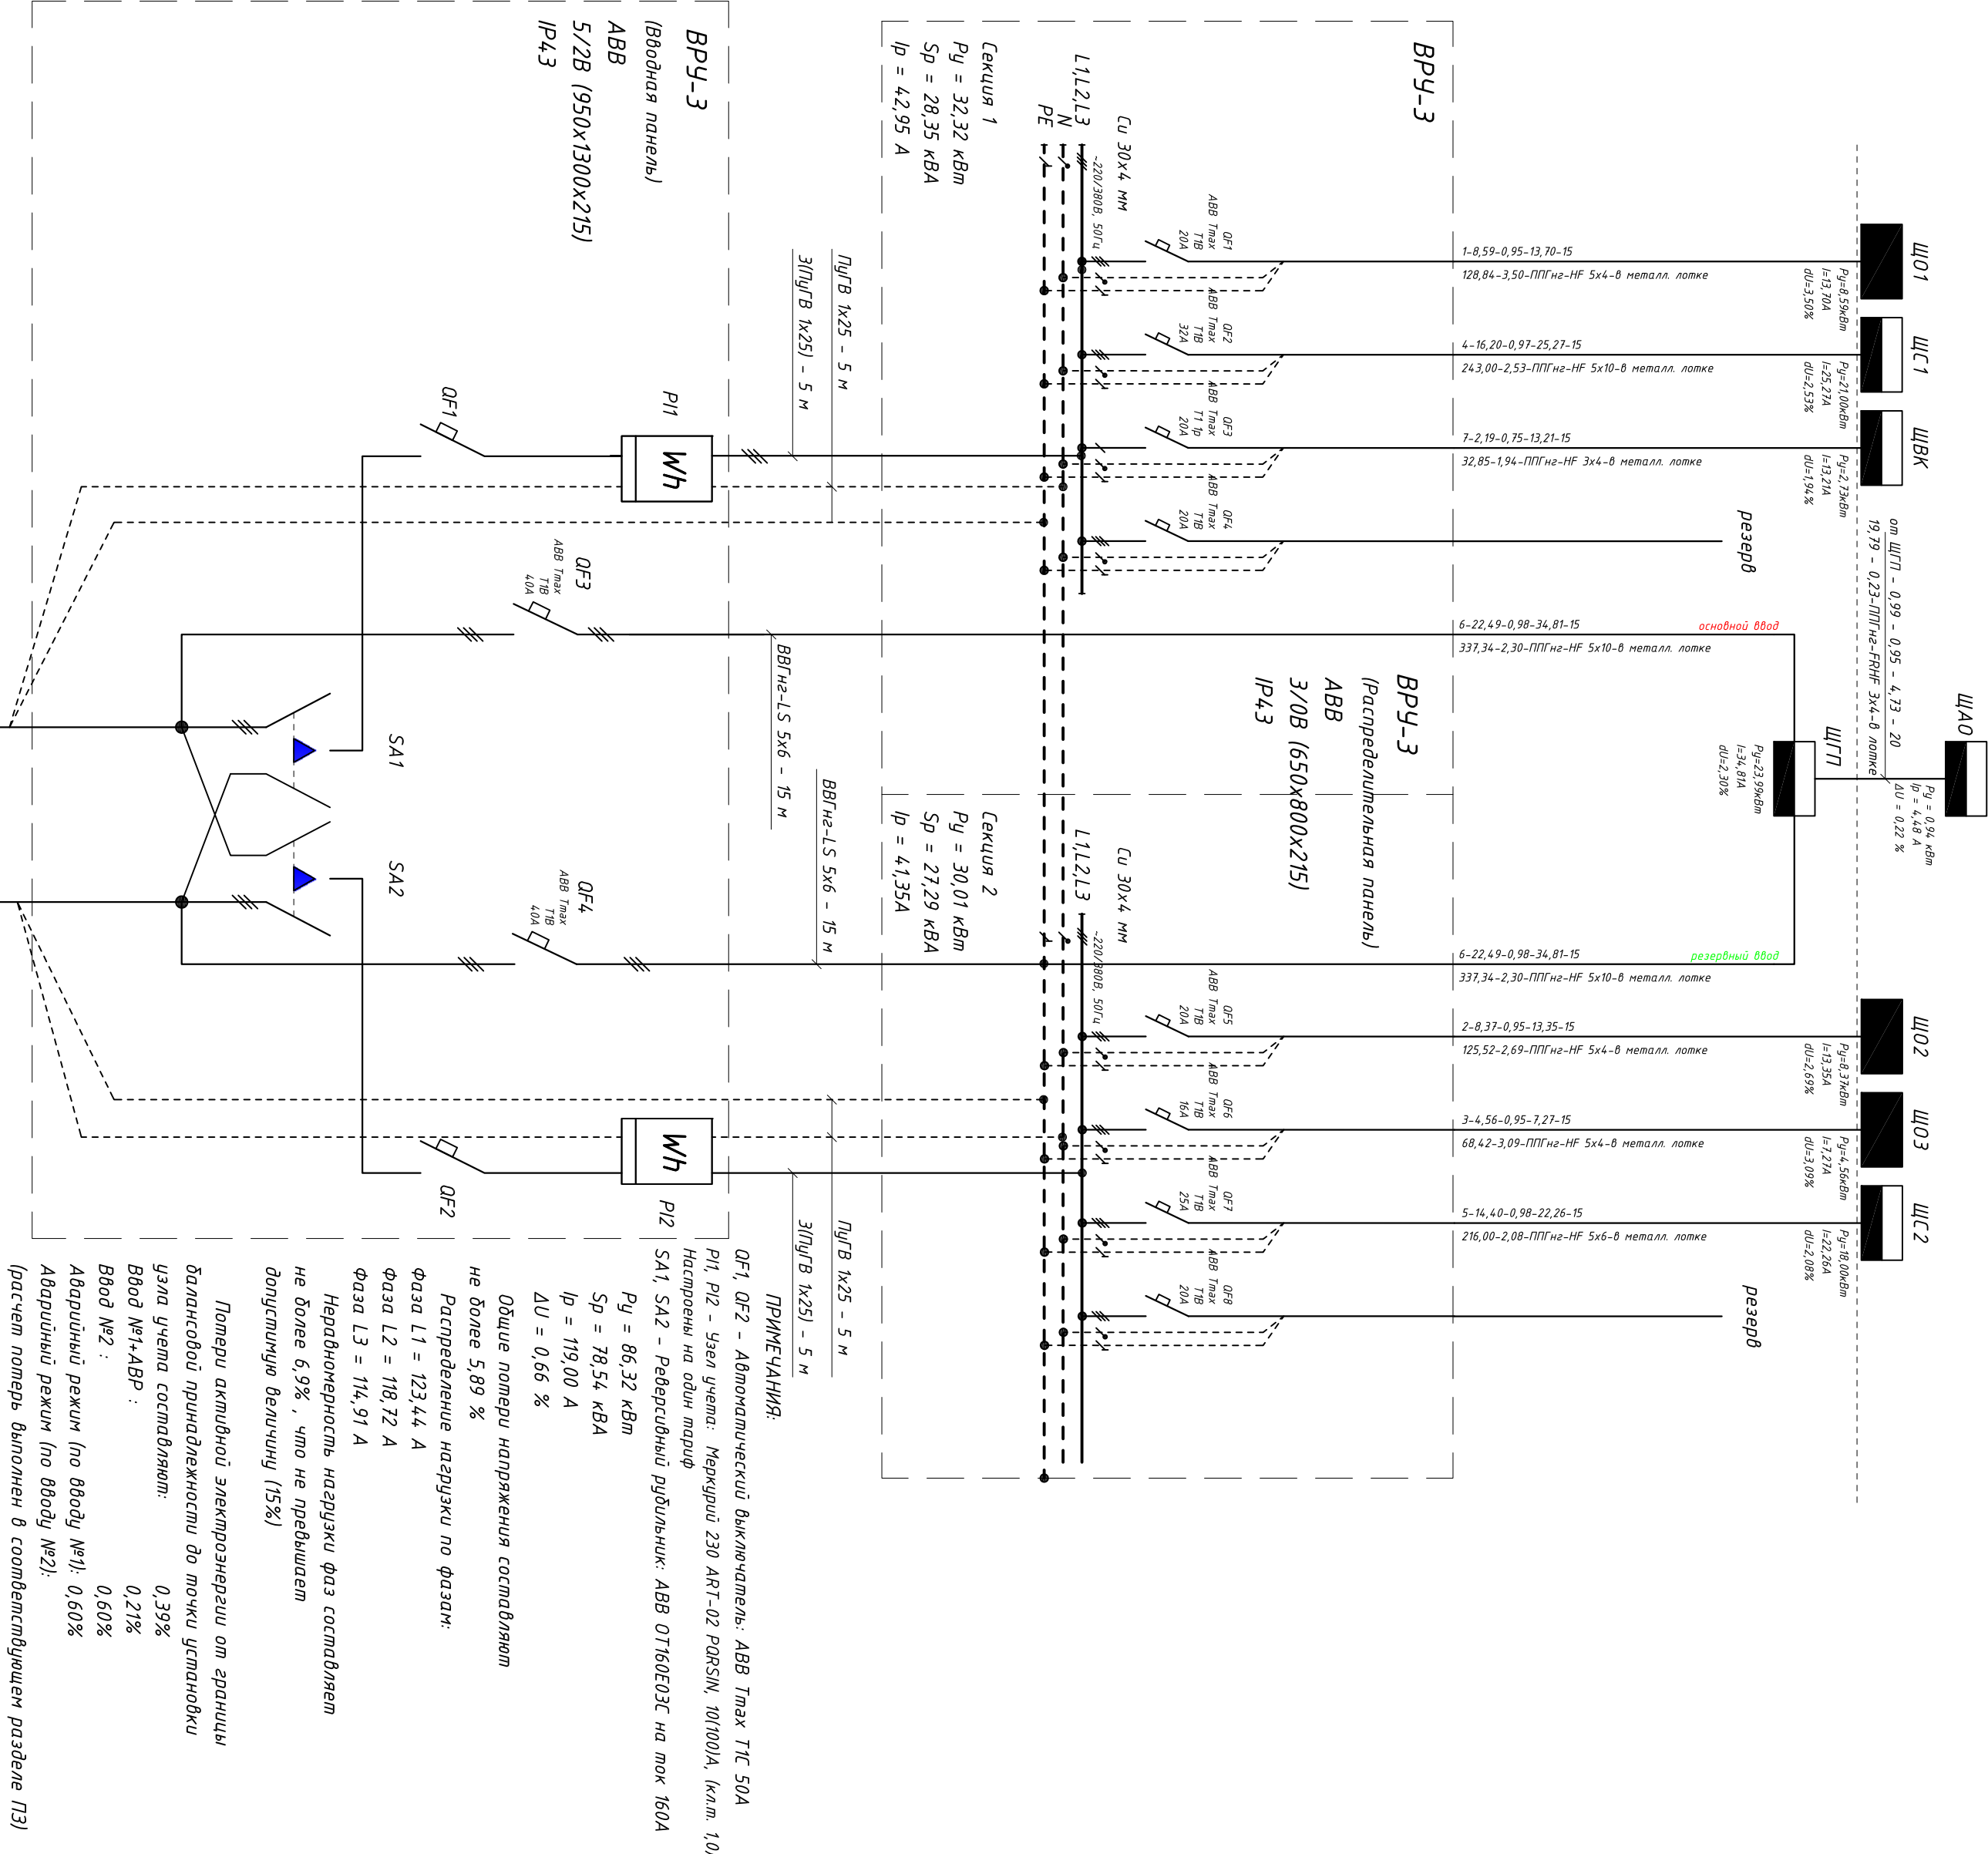 ВРУ-3
(Вводная панель)
ABB
5/2В (950х1300х215)
IP43
QF1
PI1
Wh
ПуГВ 1х25 - 5 м
3(ПуГВ 1х25) - 5 м
QF3
ABB Tmax
T1B
40A
ВВГнг-LS 5х6 - 15 м
SA1
SA2
QF4
ABB Tmax
T1B
40A
ВВГнг-LS 5х6 - 15 м
QF2
PI2
Wh
ПуГВ 1х25 - 5 м
3(ПуГВ 1х25) - 5 м
ВРУ-3
Секция 1
Ру = 32,32 кВт
Sp = 28,35 кВА
Ip = 42,95 А
L1,L2,L3
N
PE
Cu 30х4 мм
~220/380В, 50Гц
QF1
ABB Tmax
T1B
20A
QF2
ABB Tmax
T1B
32A
QF3
ABB Tmax
T1 1p
20A
QF4
ABB Tmax
T1B
20A
1-8,59-0,95-13,70-15
128,84-3,50-ППГнг-HF 5х4-в металл. лотке
4-16,20-0,97-25,27-15
243,00-2,53-ППГнг-HF 5х10-в металл. лотке
7-2,19-0,75-13,21-15
32,85-1,94-ППГнг-HF 3х4-в металл. лотке
резерв
6-22,49-0,98-34,81-15
основной ввод
337,34-2,30-ППГнг-HF 5х10-в металл. лотке
ВРУ-3
(Распределительная панель)
ABB
3/0В (650х800х215)
IP43
Секция 2
Ру = 30,01 кВт
Sp = 27,29 кВА
Ip = 41,35А
L1,L2,L3
Cu 30х4 мм
~220/380В, 50Гц
6-22,49-0,98-34,81-15
резервный ввод
337,34-2,30-ППГнг-HF 5х10-в металл. лотке
QF5
ABB Tmax
T1B
20A
QF6
ABB Tmax
T1B
16A
QF7
ABB Tmax
T1B
25A
QF8
ABB Tmax
T1B
20A
2-8,37-0,95-13,35-15
125,52-2,69-ППГнг-HF 5х4-в металл. лотке
3-4,56-0,95-7,27-15
68,42-3,09-ППГнг-HF 5х4-в металл. лотке
5-14,40-0,98-22,26-15
216,00-2,08-ППГнг-HF 5х6-в металл. лотке
резерв
ЩО1
Ру=8,59кВт
I=13,70А
dU=3,50%
ЩС1
Ру=21,00кВт
I=25,27А
dU=2,53%
ЩВК
Ру=2,73кВт
I=13,21А
dU=1,94%
от ЩГП - 0,99 - 0,95 - 4,73 - 20
19,79 - 0,23-ППГнг-FRHF 3х4-в лотке
ЩАО
Ру = 0,94 кВт
Ip = 4,48 А
ΔU = 0,22 %
ЩГП
Ру=23,99кВт
I=34,81А
dU=2,30%
ЩО2
Ру=8,37кВт
I=13,35А
dU=2,69%
ЩО3
Ру=4,56кВт
I=7,27А
dU=3,09%
ЩС2
Ру=18,00кВт
I=22,26А
dU=2,08%
ПРИМЕЧАНИЯ:
QF1, QF2 - Автоматический выключатель: ABB Tmax T1C 50A
PI1, PI2 - Узел учета: Меркурий 230 ART-02 PQRSIN, 10(100)А, (кл.т. 1,0)
Настроены на один тариф
SA1, SA2 - Реверсивный рубильник: ABB OT160E03C на ток 160А
Ру = 86,32 кВт
Sp = 78,54 кВА
Ip = 119,00 А
ΔU = 0,66 %
Общие потери напряжения составляют
не более 5,89 %
Распределение нагрузки по фазам:
Фаза L1 = 123,44 А
Фаза L2 = 118,72 А
Фаза L3 = 114,91 А
Неравномерность нагрузки фаз составляет
не более 6,9% , что не превышает
допустимую величину (15%)
Потери активной электроэнергии от границы
балансовой принадлежности до точки установки
узла учета составляют:
0,39%
Ввод №1+АВР :
0,21%
Ввод №2 :
0,60%
Аварийный режим (по вводу №1): 0,60%
Аварийный режим (по вводу №2):
(расчет потерь выполнен в соответствующем разделе ПЗ)